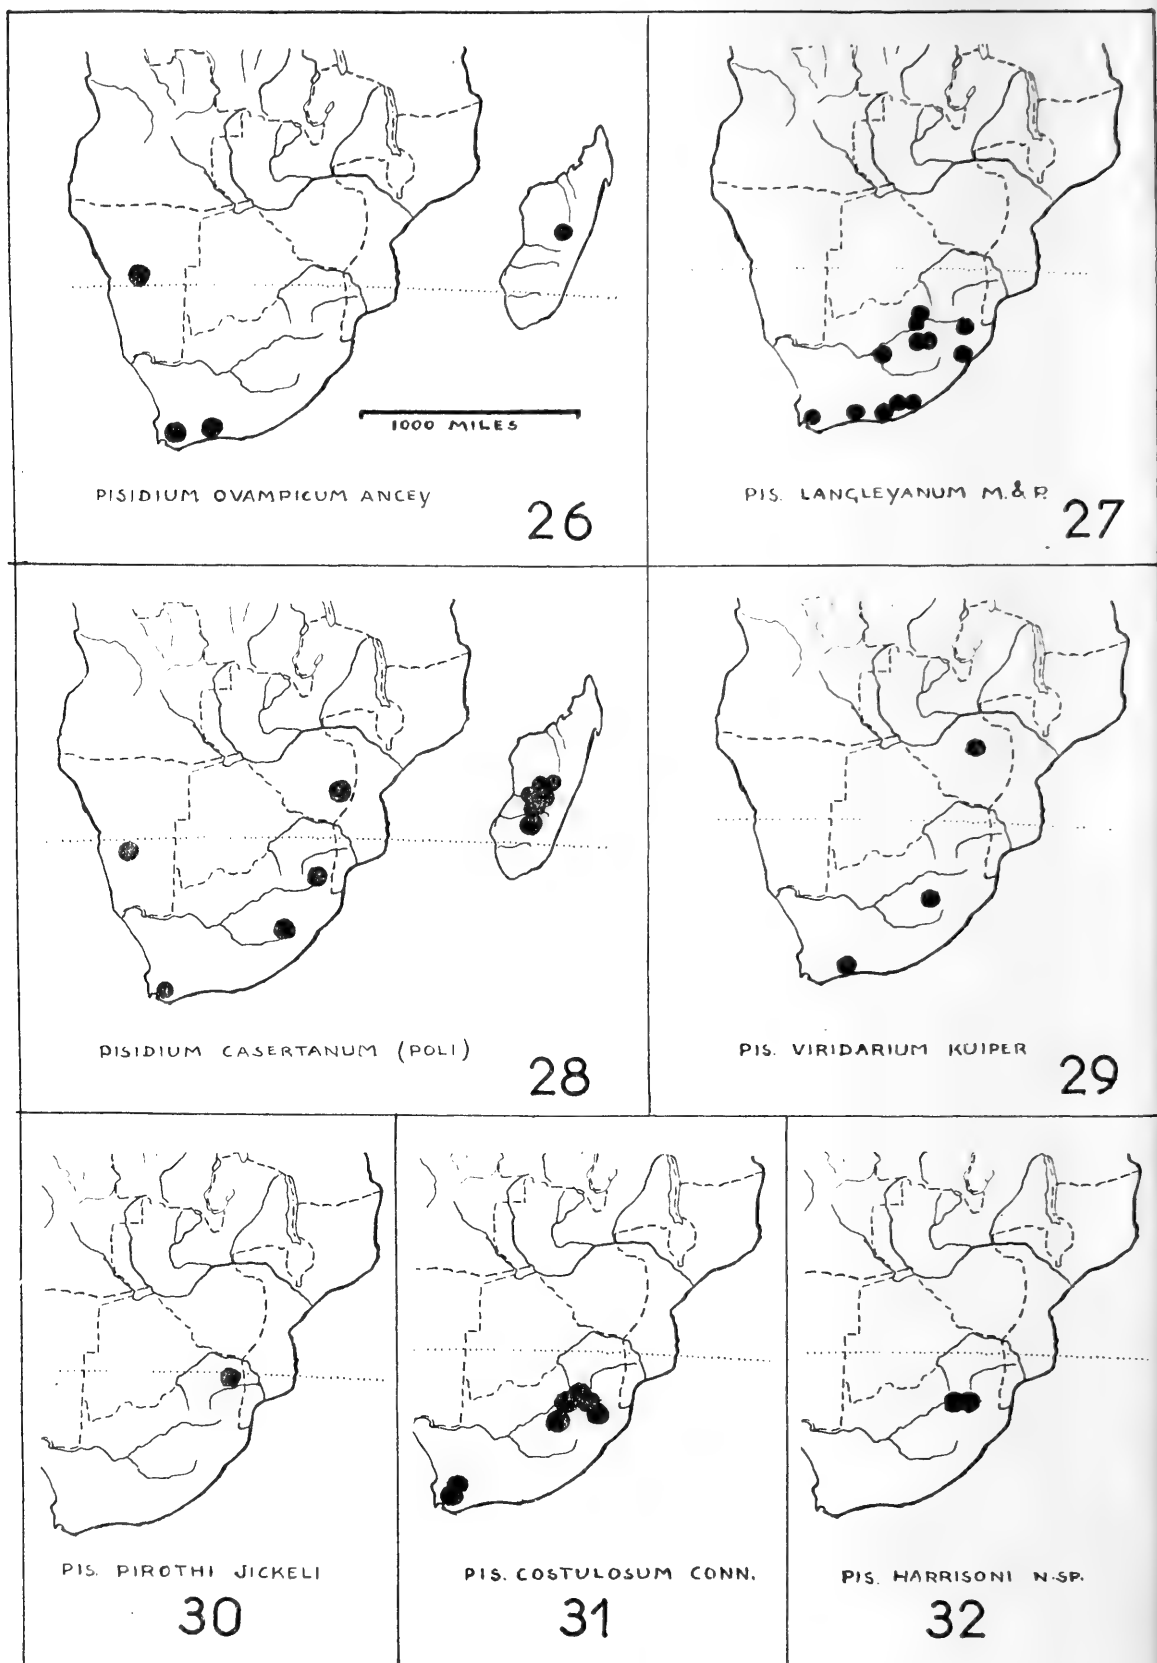 1000 MILES
PISIDIUM OVAMPICUM ANCEY
26
PIS. LANGLEYANUM M. & P.
27
PISIDIUM CASERTANUM (POLI)
28
PIS. VIRIDARIUM KUIPER
29
PIS. PIROTHI JICKELI
30
PIS. COSTULOSUM CONN.
31
PIS. HARRISONI N.SP.
32